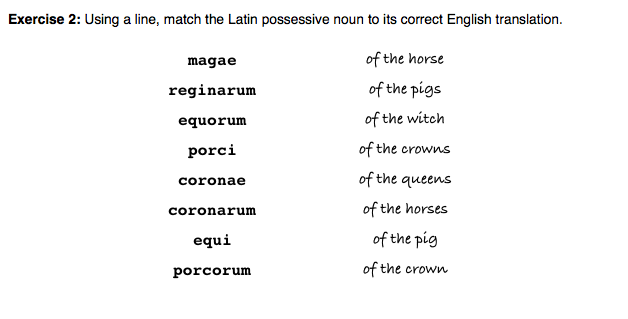 Exercise 2: Using a line, match the Latin possessive noun to its correct English translation.
magae of the horse
reginarum of the pigs
equorum of the witch
porci of the crowns
coronae of the queens
coronarum of the horses
equi of the pig
porcorum of the crown